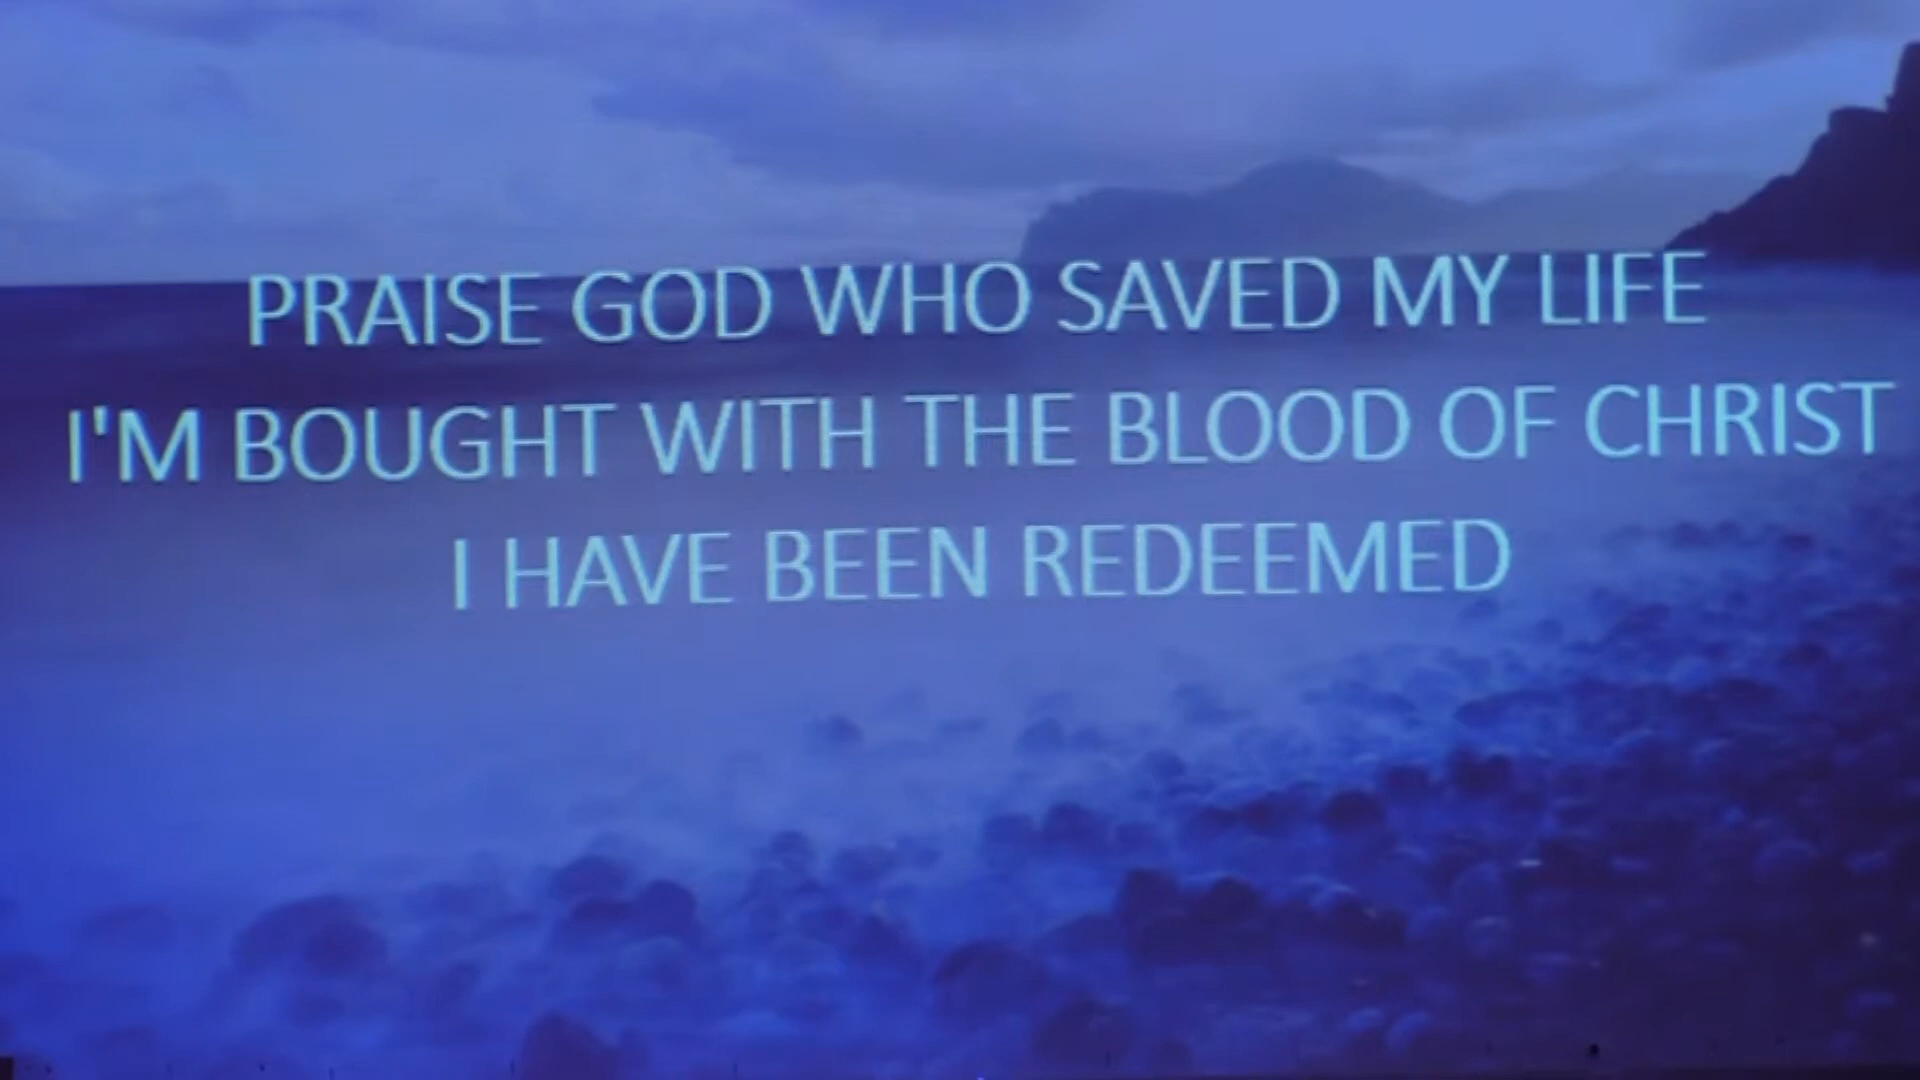 PRAISE GOD WHO SAVED MY LIFE
I'M BOUGHT WITH THE BLOOD OF CHRIST
I HAVE BEEN REDEEMED